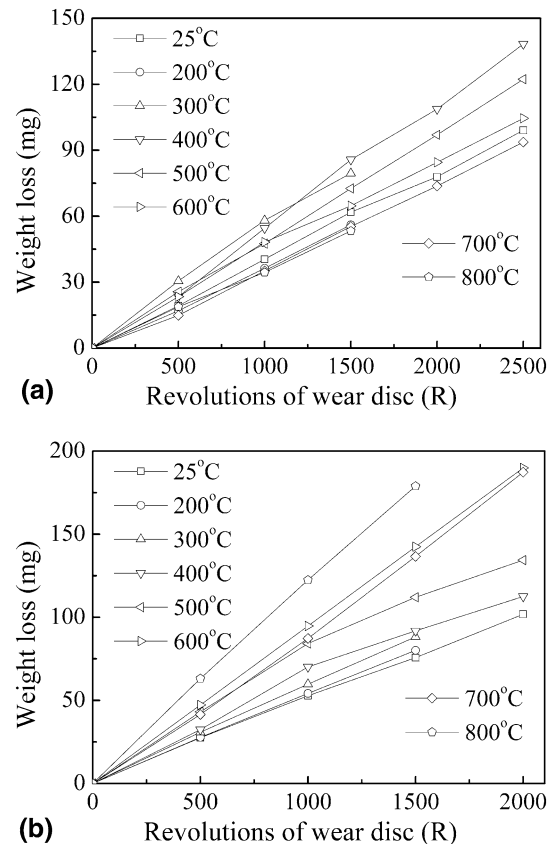 150
120
90
60
30
0
Weight loss (mg)
25°C
200°C
300°C
400°C
500°C
600°C
700°C
800°C
0 500 1000 1500 2000 2500
(a) Revolutions of wear disc (R)
200
150
100
50
0
Weight loss (mg)
25°C
200°C
300°C
400°C
500°C
600°C
700°C
800°C
0 500 1000 1500 2000
(b) Revolutions of wear disc (R)